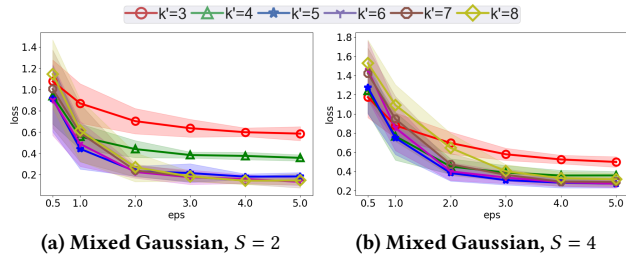 k'=3 k'=4 k'=5 k'=6 k'=7 k'=8
1.4
1.2
1.0
0.8
0.6
0.4
0.2
loss
0.5 1.0 2.0 3.0 4.0 5.0
eps
(a) Mixed Gaussian, S = 2
1.8
1.6
1.4
1.2
1.0
0.8
0.6
0.4
0.2
loss
0.5 1.0 2.0 3.0 4.0 5.0
eps
(b) Mixed Gaussian, S = 4